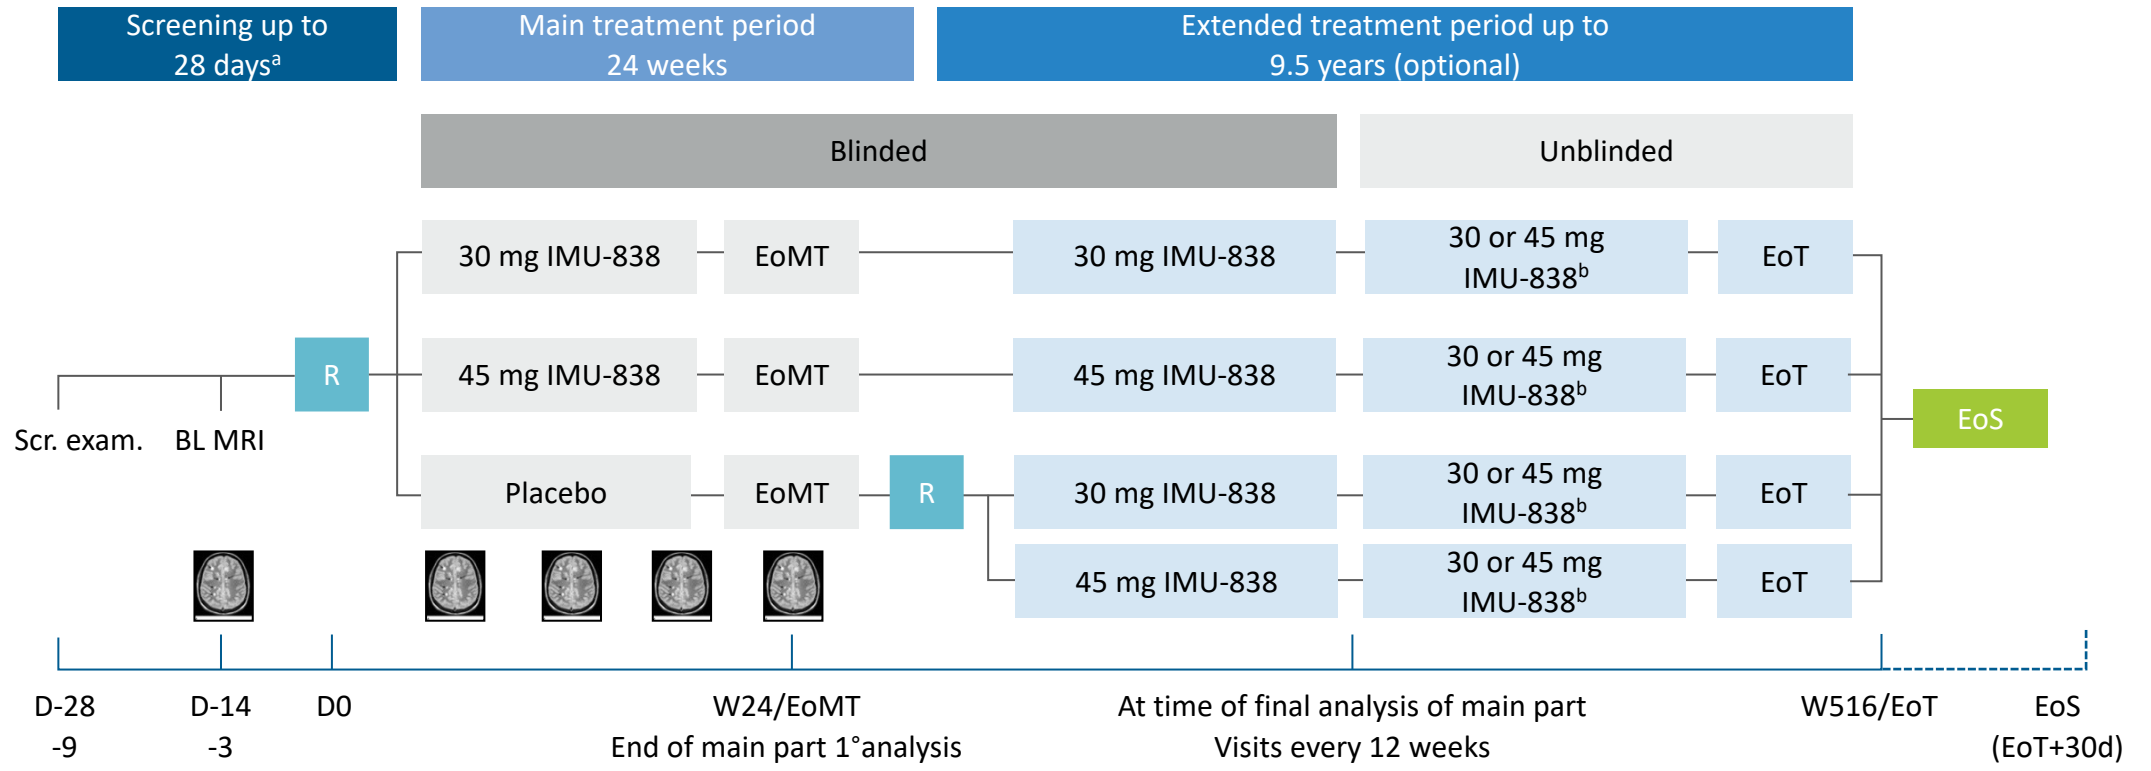 Screening up to
28 daysᵃ
Main treatment period
24 weeks
Extended treatment period up to
9.5 years (optional)
Blinded
Unblinded
30 mg IMU-838
EoMT
30 mg IMU-838
30 or 45 mg
IMU-838ᵇ
EoT
R
45 mg IMU-838
EoMT
45 mg IMU-838
30 or 45 mg
IMU-838ᵇ
EoT
Scr. exam.
BL MRI
EoS
Placebo
EoMT
R
30 mg IMU-838
30 or 45 mg
IMU-838ᵇ
EoT
45 mg IMU-838
30 or 45 mg
IMU-838ᵇ
EoT
D-28
-9
D-14
-3
D0
W24/EoMT
End of main part 1°analysis
At time of final analysis of main part
Visits every 12 weeks
W516/EoT
EoS
(EoT+30d)